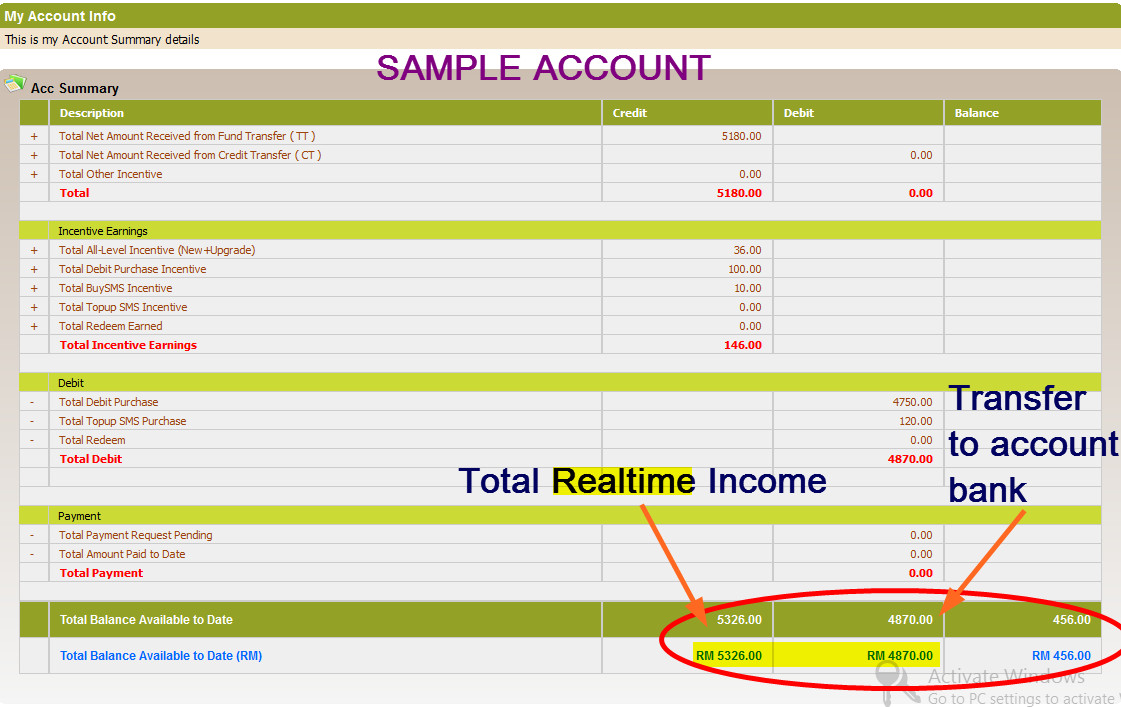 My Account Info
This is my Account Summary details
SAMPLE ACCOUNT
Acc Summary
Description Credit Debit Balance
+ Total Net Amount Received from Fund Transfer ( TT ) 5180.00
+ Total Net Amount Received from Credit Transfer ( CT ) 0.00
+ Total Other Incentive 0.00
Total 5180.00 0.00
Incentive Earnings
+ Total All-Level Incentive (New+Upgrade) 36.00
+ Total Debit Purchase Incentive 100.00
+ Total BuySMS Incentive 10.00
+ Total Topup SMS Incentive 0.00
+ Total Redeem Earned 0.00
Total Incentive Earnings 146.00
Debit
- Total Debit Purchase 4750.00
- Total Topup SMS Purchase 120.00
- Total Redeem 0.00
Total Debit 4870.00
Transfer
to account
bank
Total Realtime Income
Payment
- Total Payment Request Pending 0.00
- Total Amount Paid to Date 0.00
Total Payment 0.00
Total Balance Available to Date 5326.00 4870.00 456.00
Total Balance Available to Date (RM) RM 5326.00 RM 4870.00 RM 456.00
Activate Windows
Go to PC settings to activate